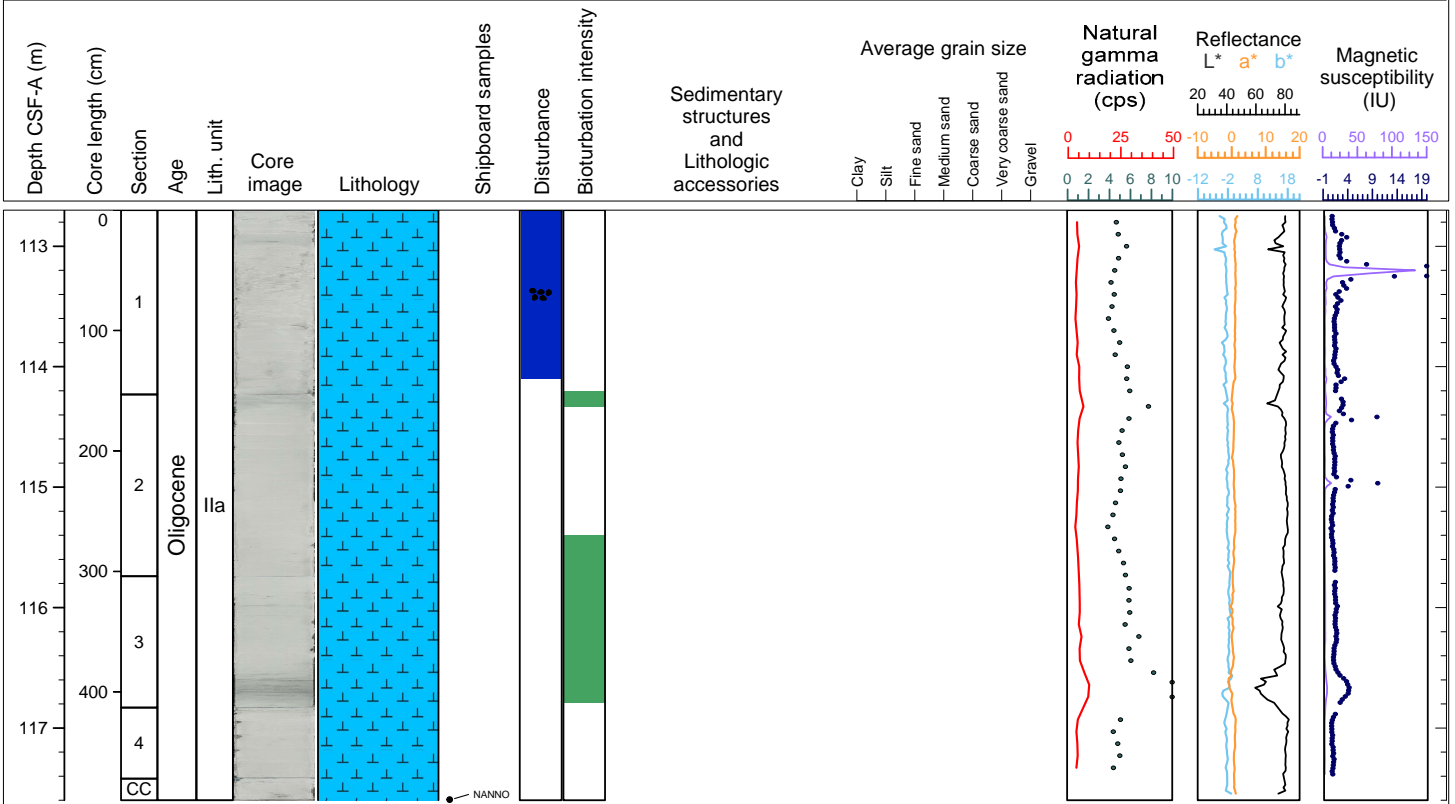 Depth CSF-A (m)
Core length (cm)
Section
Age
Lith. unit
Core
image
Lithology
Shipboard samples
Disturbance
Bioturbation intensity
Sedimentary
structures
and
Lithologic
accessories
Average grain size
Clay
Silt
Fine sand
Medium sand
Coarse sand
Very coarse sand
Gravel
Natural
gamma
radiation
(cps)
0 25 50
0 2 4 6 8 10
Reflectance
L* a* b*
20 40 60 80
-10 0 10 20
-12 -2 8 18
Magnetic
susceptibility
(IU)
0 50 100 150
-1 4 9 14 19
113
114
115
116
117
0
100
200
300
400
1
2
3
4
CC
Oligocene
IIa
NANNO